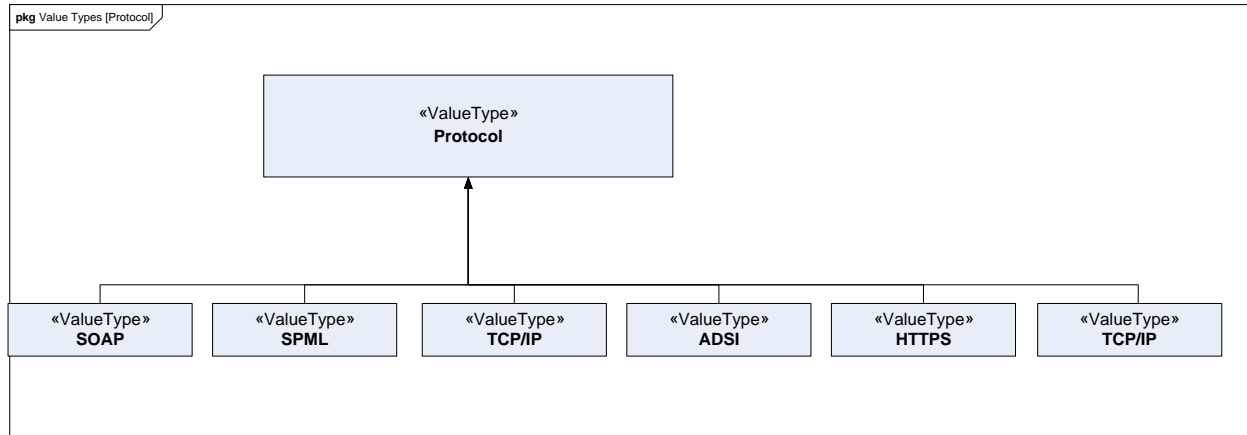 pkg Value Types [Protocol]
«ValueType»
Protocol
«ValueType»
SOAP
«ValueType»
SPML
«ValueType»
TCP/IP
«ValueType»
ADSI
«ValueType»
HTTPS
«ValueType»
TCP/IP